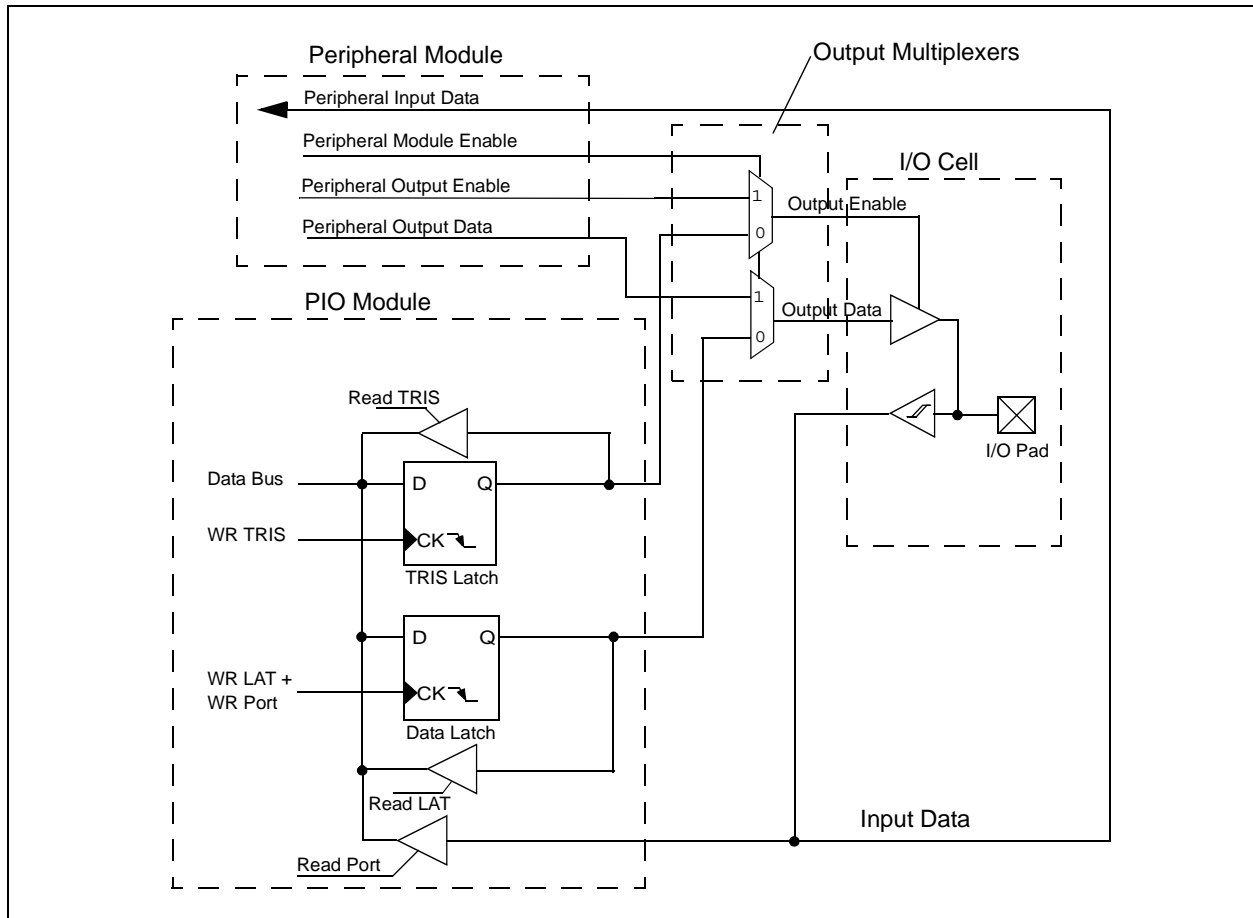 Peripheral Module
Output Multiplexers
Peripheral Input Data
Peripheral Module Enable
I/O Cell
Peripheral Output Enable
1
Output Enable
Peripheral Output Data
0
PIO Module
1
Output Data
0
Read TRIS
I/O Pad
Data Bus
D
Q
WR TRIS
CK
TRIS Latch
D
Q
WR LAT +
WR Port
CK
Data Latch
Read LAT
Input Data
Read Port